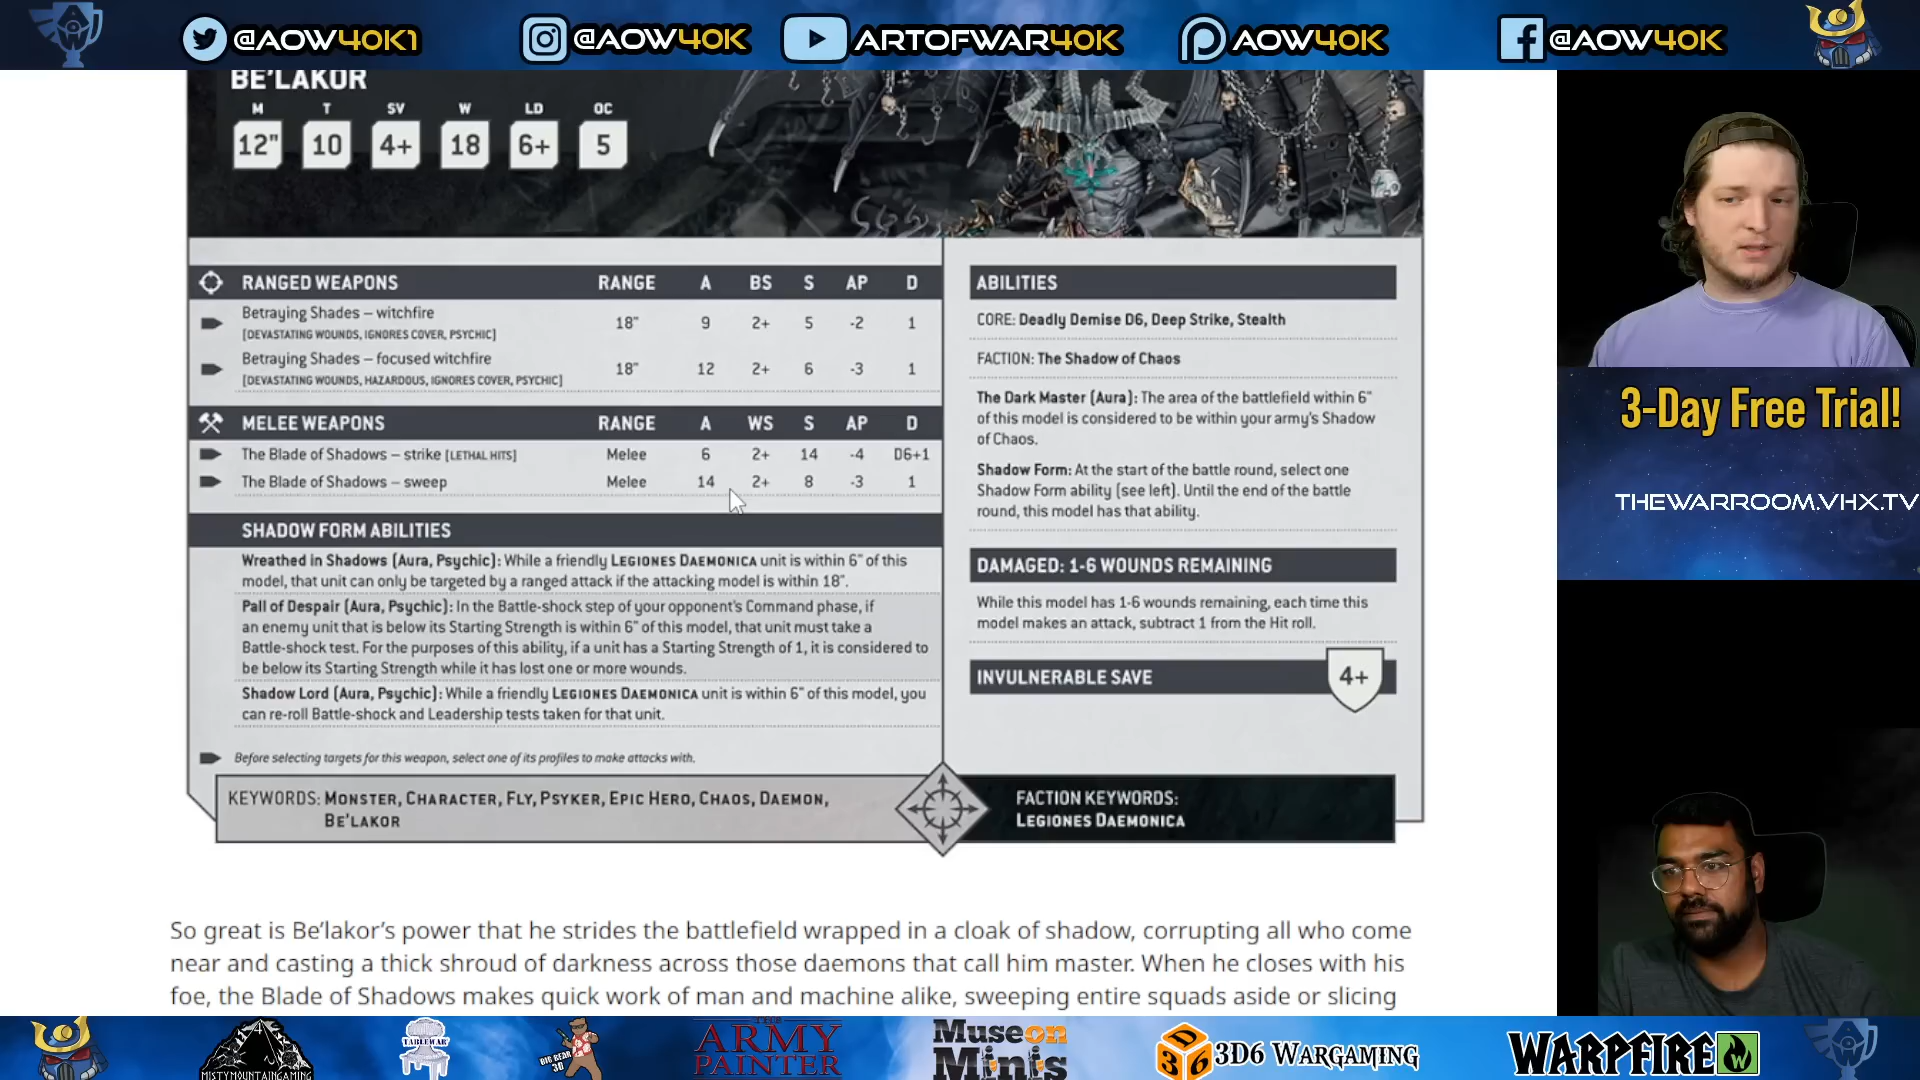 @AOW40K1
@AOW40K
ARTOFWAR40K
AOW40K
@AOW40K
BE'LAKOR
M T SV W LD OC
12" 10 4+ 18 6+ 5
RANGED WEAPONS RANGE A BS S AP D
Betraying Shades – witchfire
[DEVASTATING WOUNDS, IGNORES COVER, PSYCHIC] 18" 9 2+ 5 -2 1
Betraying Shades – focused witchfire
[DEVASTATING WOUNDS, HAZARDOUS, IGNORES COVER, PSYCHIC] 18" 12 2+ 6 -3 1
MELEE WEAPONS RANGE A WS S AP D
The Blade of Shadows – strike [LETHAL HITS] Melee 6 2+ 14 -4 D6+1
The Blade of Shadows – sweep Melee 14 2+ 8 -3 1
SHADOW FORM ABILITIES
Wreathed in Shadows (Aura, Psychic): While a friendly LEGIONES DAEMONICA unit is within 6" of this
model, that unit can only be targeted by a ranged attack if the attacking model is within 18".
Pall of Despair (Aura, Psychic): In the Battle-shock step of your opponent's Command phase, if
an enemy unit that is below its Starting Strength is within 6" of this model, that unit must take a
Battle-shock test. For the purposes of this ability, if a unit has a Starting Strength of 1, it is considered to
be below its Starting Strength while it has lost one or more wounds.
Shadow Lord (Aura, Psychic): While a friendly LEGIONES DAEMONICA unit is within 6" of this model, you
can re-roll Battle-shock and Leadership tests taken for that unit.
Before selecting targets for this weapon, select one of its profiles to make attacks with.
ABILITIES
CORE: Deadly Demise D6, Deep Strike, Stealth
FACTION: The Shadow of Chaos
The Dark Master (Aura): The area of the battlefield within 6"
of this model is considered to be within your army's Shadow
of Chaos.
Shadow Form: At the start of the battle round, select one
Shadow Form ability (see left). Until the end of the battle
round, this model has that ability.
DAMAGED: 1-6 WOUNDS REMAINING
While this model has 1-6 wounds remaining, each time this
model makes an attack, subtract 1 from the Hit roll.
INVULNERABLE SAVE 4+
KEYWORDS: MONSTER, CHARACTER, FLY, PSYKER, EPIC HERO, CHAOS, DAEMON,
BE'LAKOR
FACTION KEYWORDS:
LEGIONES DAEMONICA
So great is Be'lakor's power that he strides the battlefield wrapped in a cloak of shadow, corrupting all who come
near and casting a thick shroud of darkness across those daemons that call him master. When he closes with his
foe, the Blade of Shadows makes quick work of man and machine alike, sweeping entire squads aside or slicing
3-Day Free Trial!
THEWARROOM.VHX.TV
MISTYMOUNTAINGAMING
TABLEWAR
BIG BEAR
3D
THE
ARMY
PAINTER
Museon
Minis
3D6
3D6 WARGAMING
WARPFIRE